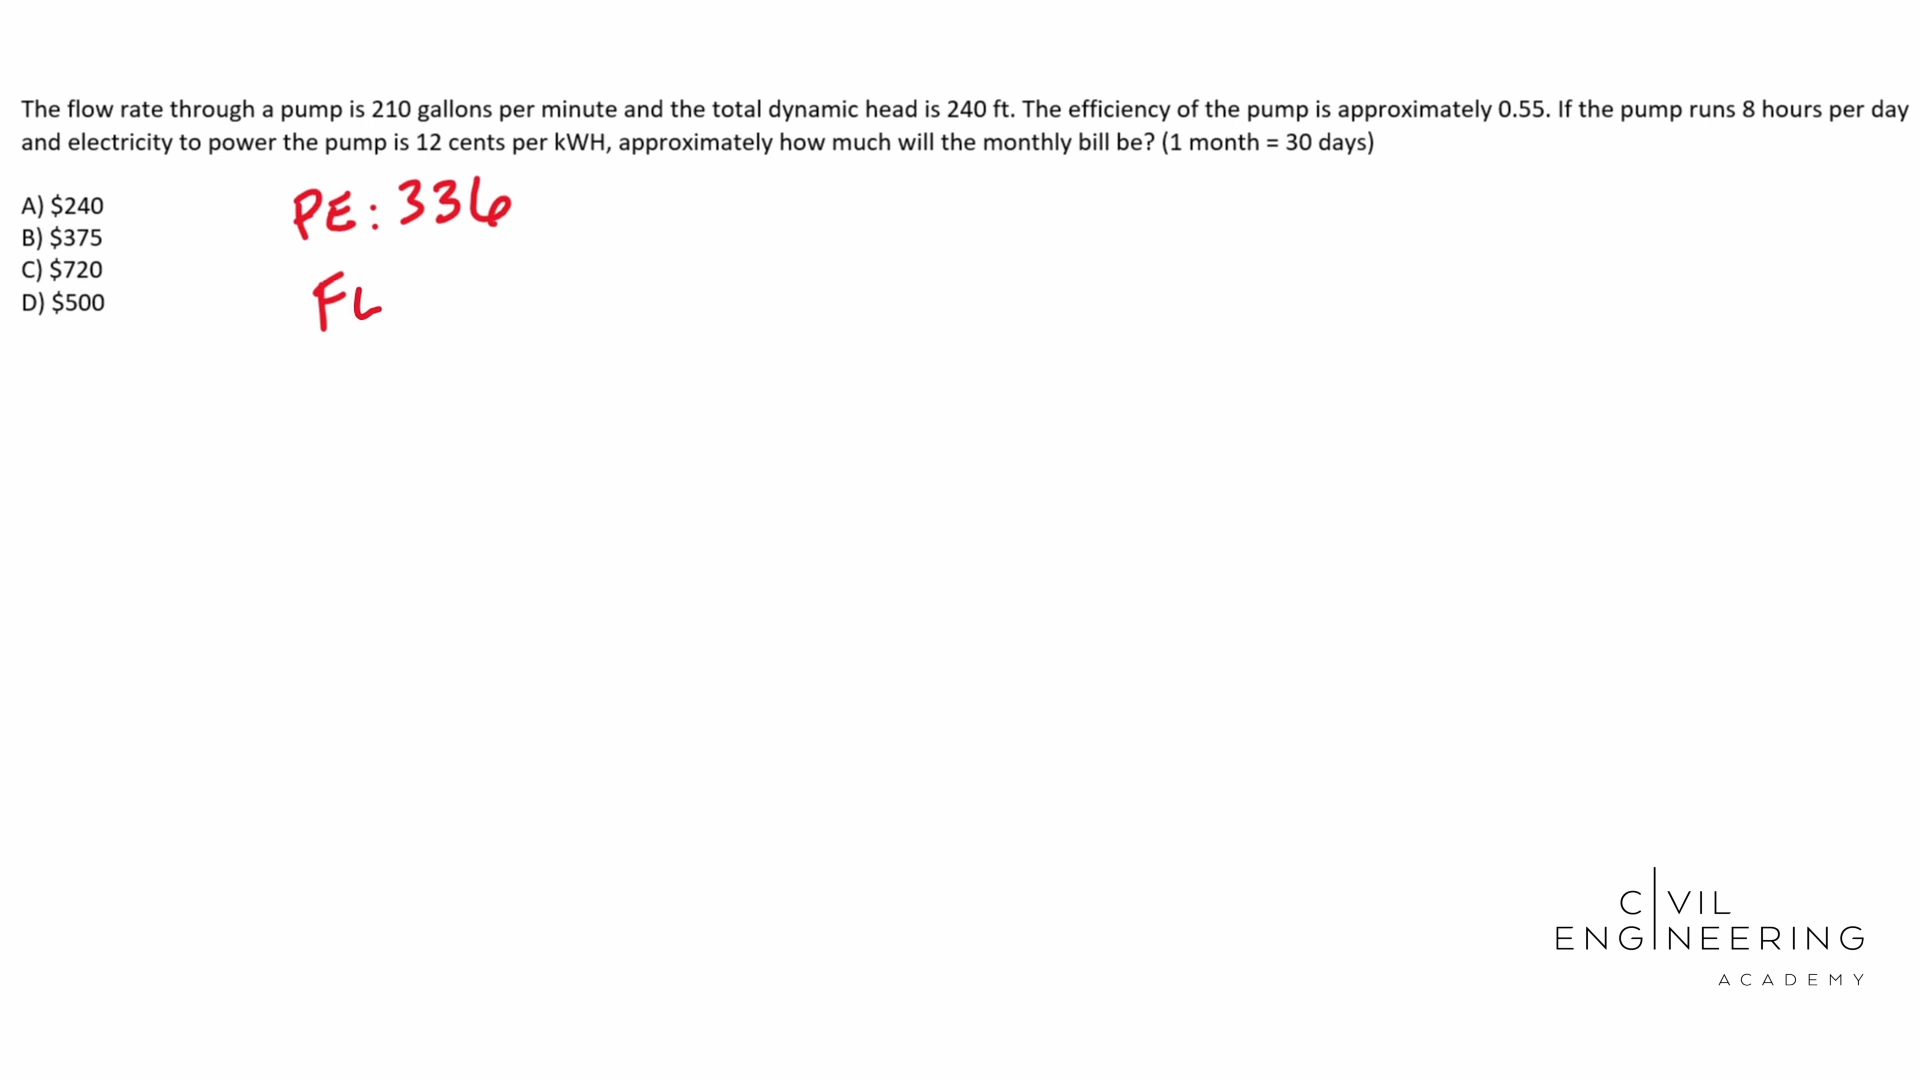 The flow rate through a pump is 210 gallons per minute and the total dynamic head is 240 ft. The efficiency of the pump is approximately 0.55. If the pump runs 8 hours per day
and electricity to power the pump is 12 cents per kWH, approximately how much will the monthly bill be? (1 month = 30 days)
A) $240
B) $375
C) $720
D) $500
PE: 336
FL
CIVIL
ENGINEERING
ACADEMY